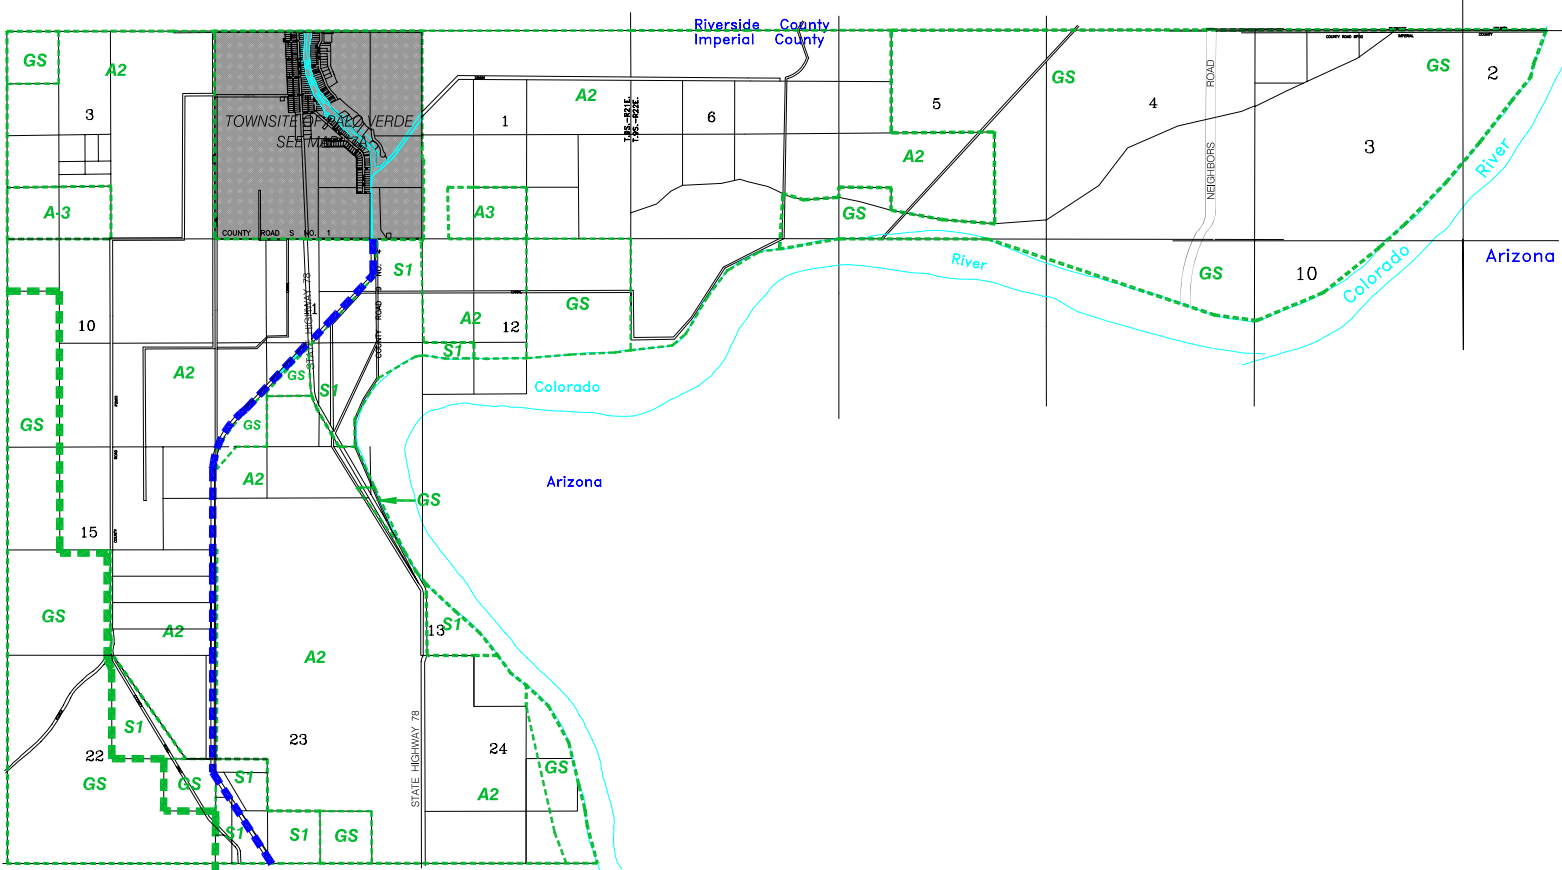 Riverside County
Imperial County
GS
A2
3
TOWNSITE OF PALO VERDE
A2
1
T.9S.-R21E.
T.9S.-R22E.
6
5
GS
4
NEIGHBORS ROAD
GS
2
3
River
A2
A-3
A3
GS
COUNTY ROAD S NO. 1
S1
STATE HIGHWAY 78
River
GS
10
Colorado
Arizona
10
A2
12
GS
S1
A2
GS
S1
Colorado
GS
GS
A2
Arizona
GS
15
GS
A2
13
S1
A2
S1
22
GS
GS
S1
23
STATE HIGHWAY 78
24
GS
A2
S1
S1
GS